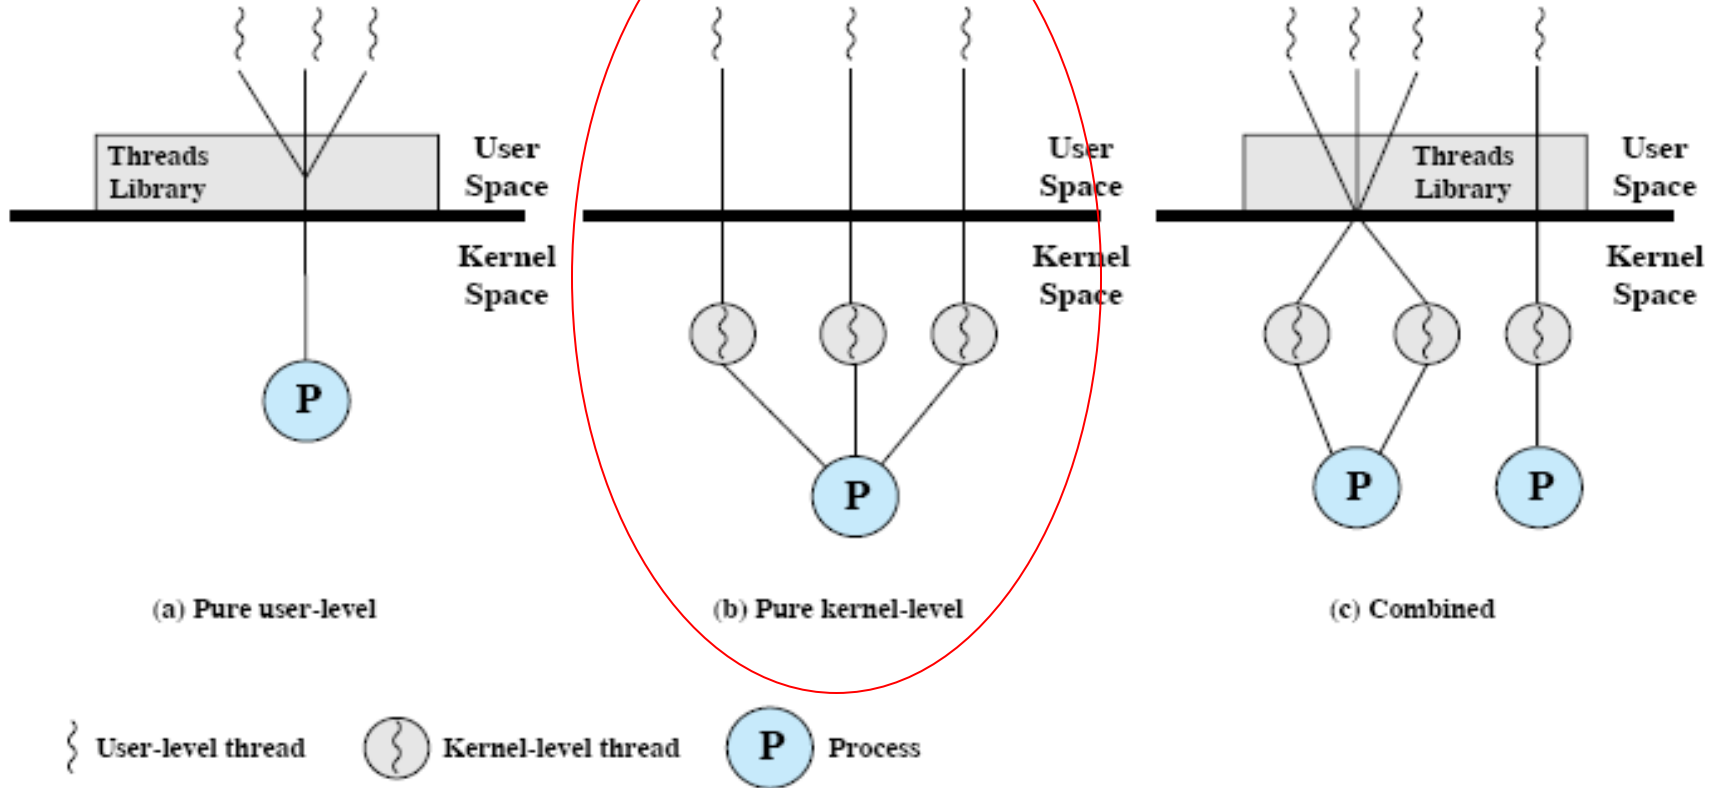 Threads
Library
User
Space
Kernel
Space
P
(a) Pure user-level
User
Space
Kernel
Space
P
(b) Pure kernel-level
Threads
Library
User
Space
Kernel
Space
P
P
(c) Combined
User-level thread
Kernel-level thread
P
Process